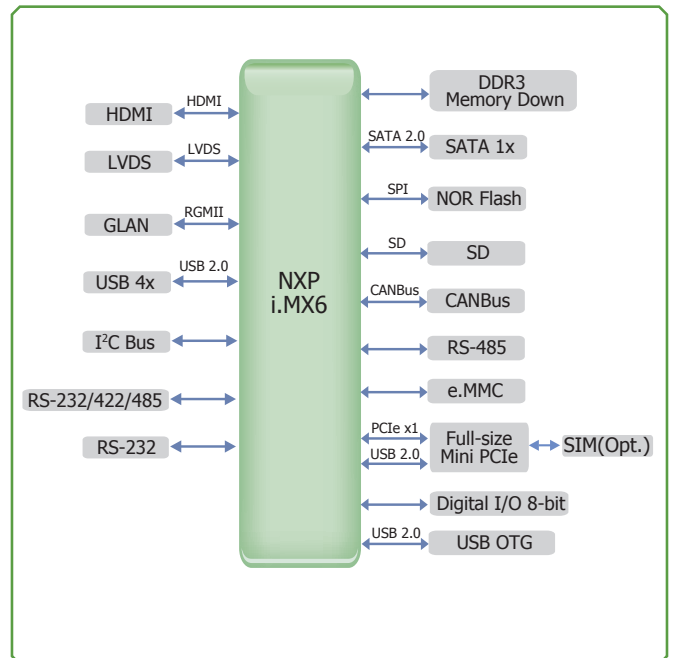 HDMI
HDMI
LVDS
LVDS
GLAN
RGMII
USB 4x
USB 2.0
I²C Bus
RS-232/422/485
RS-232
NXP
i.MX6
DDR3
Memory Down
SATA 2.0
SATA 1x
SPI
NOR Flash
SD
SD
CANBus
CANBus
RS-485
e.MMC
PCIe x1
USB 2.0
Full-size
Mini PCIe
SIM(Opt.)
Digital I/O 8-bit
USB 2.0
USB OTG